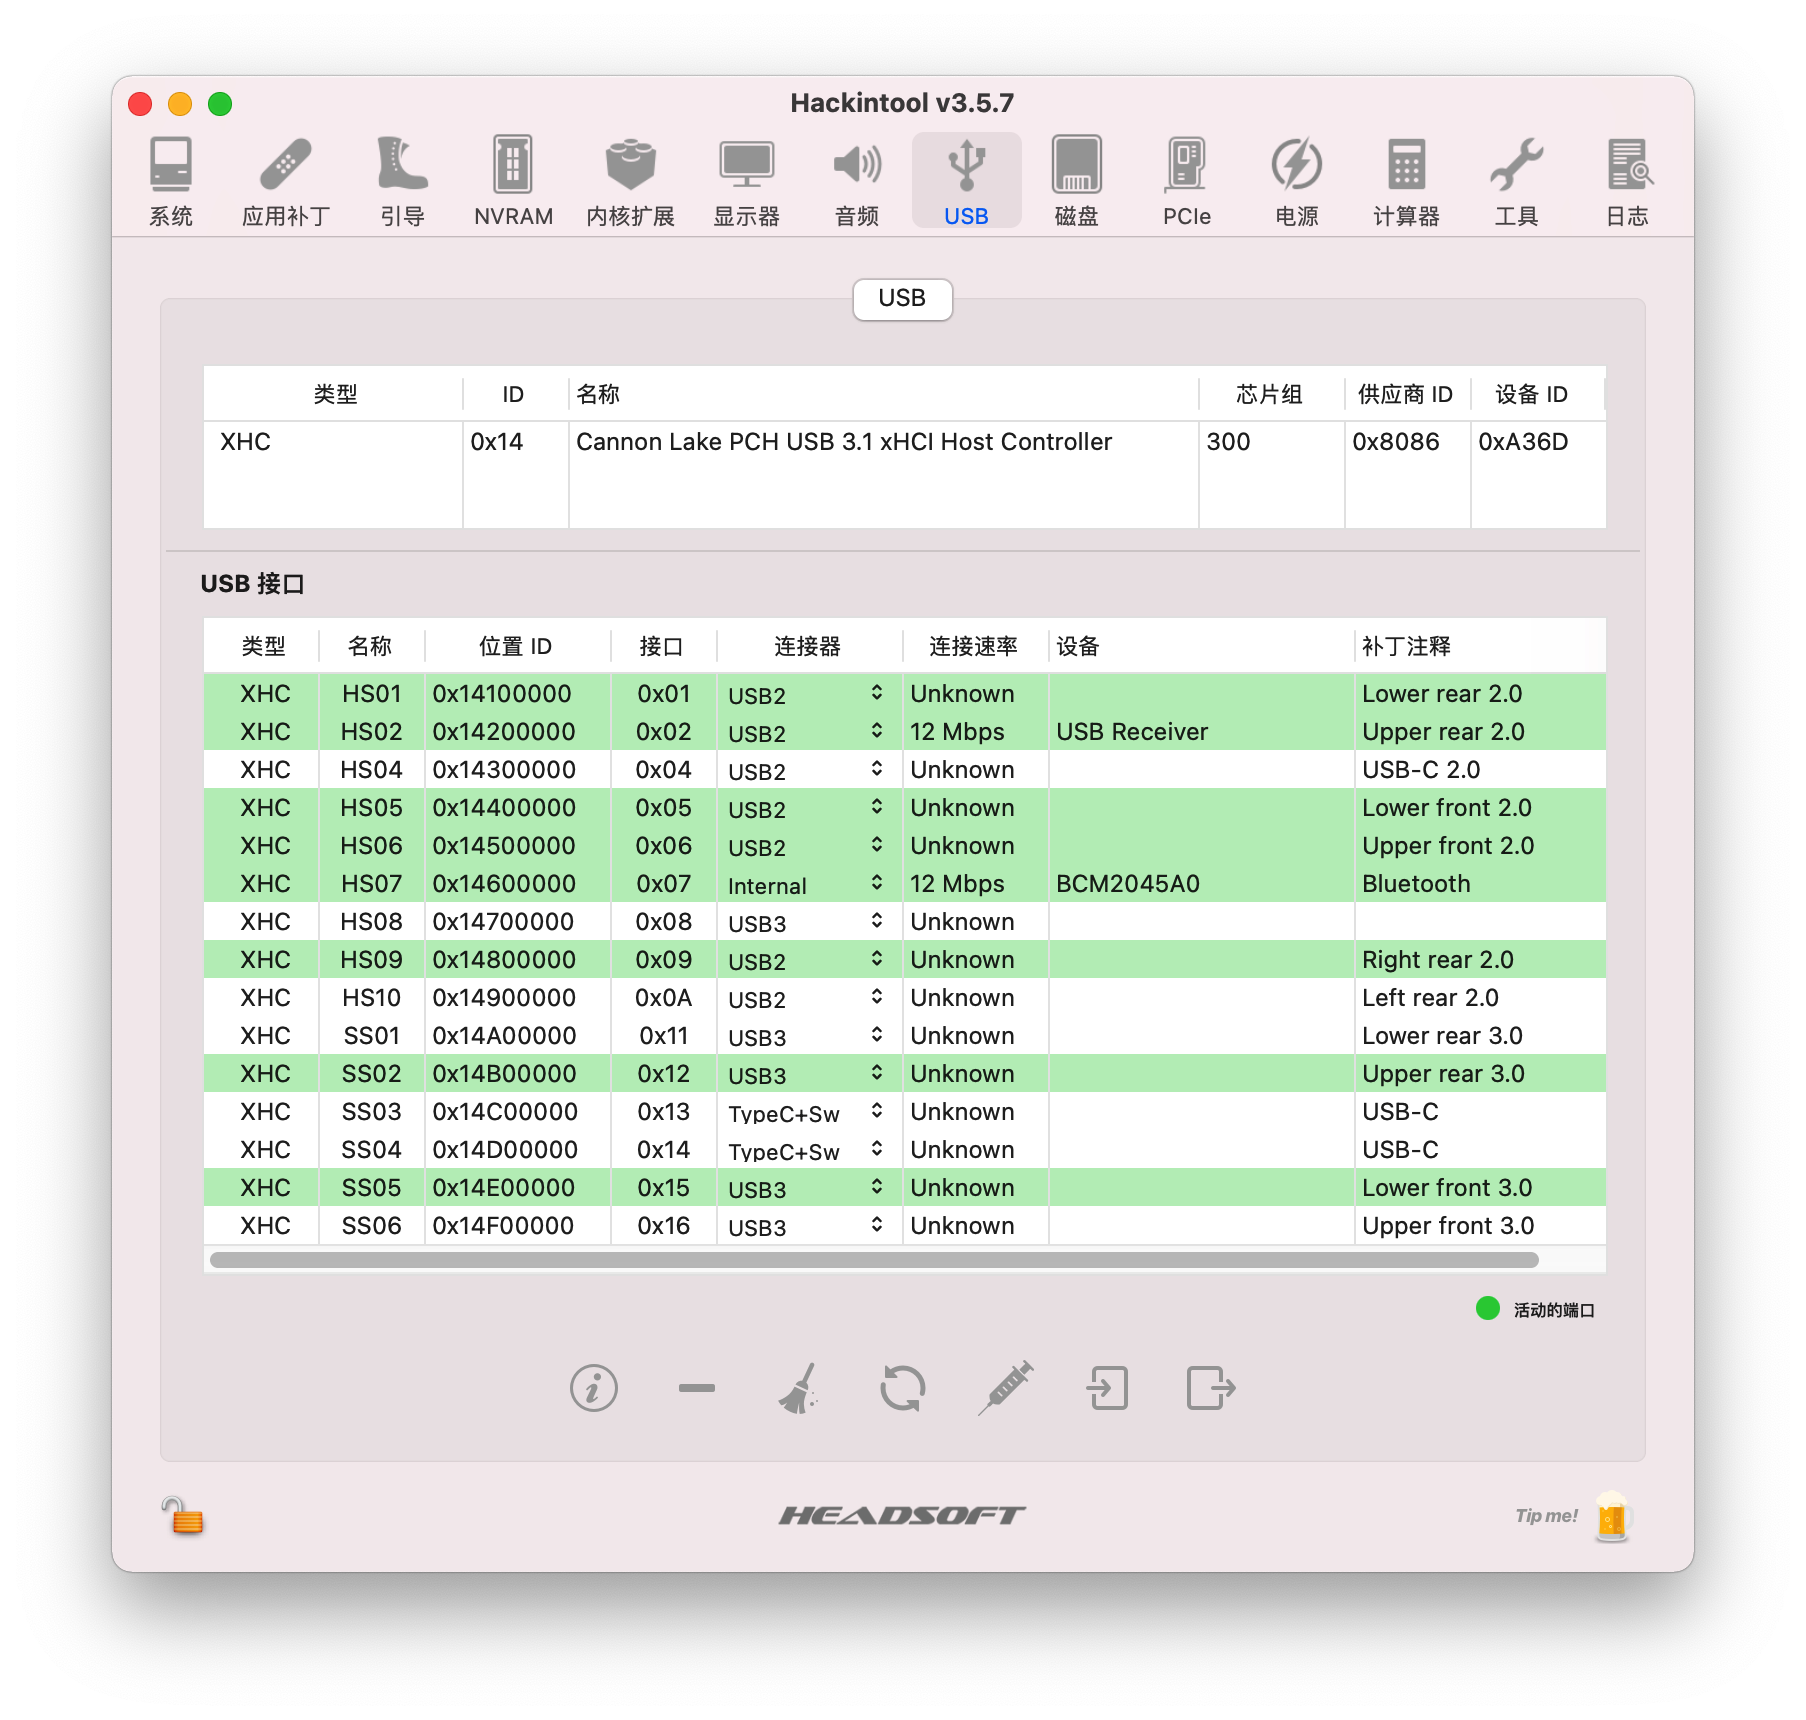 Hackintool v3.5.7
系统 应用补丁 引导 NVRAM 内核扩展 显示器 音频 USB 磁盘 PCIe 电源 计算器 工具 日志
USB
类型 ID 名称 芯片组 供应商 ID 设备 ID
XHC 0x14 Cannon Lake PCH USB 3.1 xHCI Host Controller 300 0x8086 0xA36D
USB 接口
类型 名称 位置 ID 接口 连接器 连接速率 设备 补丁注释
XHC HS01 0x14100000 0x01 USB2 Unknown Lower rear 2.0
XHC HS02 0x14200000 0x02 USB2 12 Mbps USB Receiver Upper rear 2.0
XHC HS04 0x14300000 0x04 USB2 Unknown USB-C 2.0
XHC HS05 0x14400000 0x05 USB2 Unknown Lower front 2.0
XHC HS06 0x14500000 0x06 USB2 Unknown Upper front 2.0
XHC HS07 0x14600000 0x07 Internal 12 Mbps BCM2045A0 Bluetooth
XHC HS08 0x14700000 0x08 USB3 Unknown
XHC HS09 0x14800000 0x09 USB2 Unknown Right rear 2.0
XHC HS10 0x14900000 0x0A USB2 Unknown Left rear 2.0
XHC SS01 0x14A00000 0x11 USB3 Unknown Lower rear 3.0
XHC SS02 0x14B00000 0x12 USB3 Unknown Upper rear 3.0
XHC SS03 0x14C00000 0x13 TypeC+Sw Unknown USB-C
XHC SS04 0x14D00000 0x14 TypeC+Sw Unknown USB-C
XHC SS05 0x14E00000 0x15 USB3 Unknown Lower front 3.0
XHC SS06 0x14F00000 0x16 USB3 Unknown Upper front 3.0
活动的端口
HEADSOFT
Tip me!